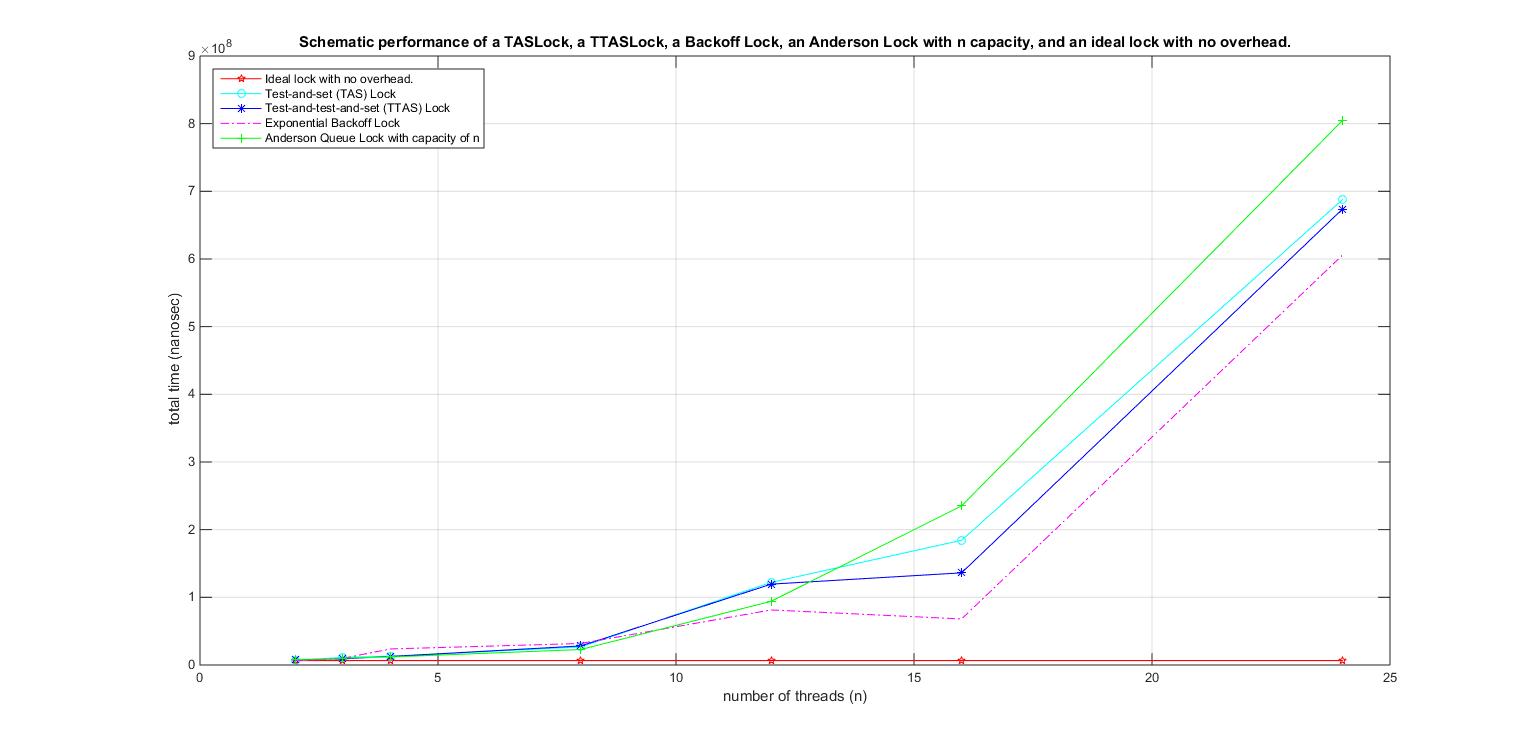 Schematic performance of a TASLock, a TTASLock, a Backoff Lock, an Anderson Lock with n capacity, and an ideal lock with no overhead.
×10⁸
9
8
7
6
5
4
3
2
1
0
total time (nanosec)
Ideal lock with no overhead.
Test-and-set (TAS) Lock
Test-and-test-and-set (TTAS) Lock
Exponential Backoff Lock
Anderson Queue Lock with capacity of n
0 5 10 15 20 25
number of threads (n)